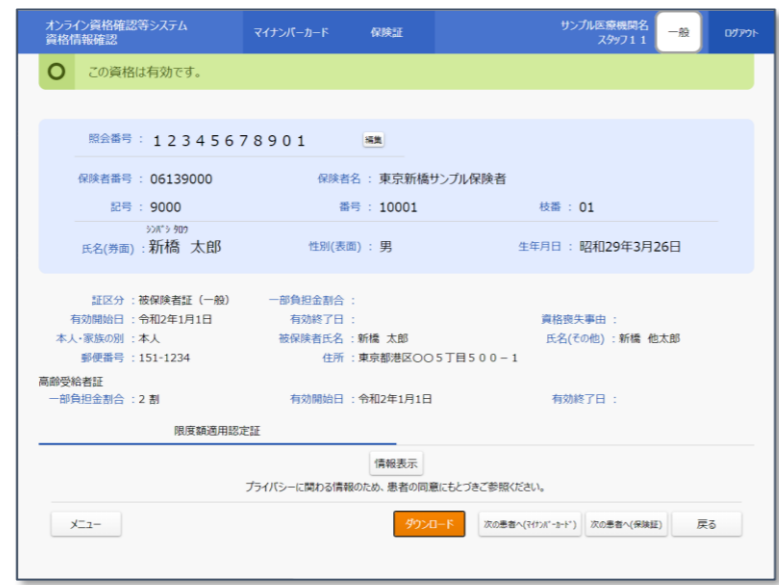 オンライン資格確認等システム
資格情報確認
マイナンバーカード 保険証
サンプル医療機関名
スタッフ１１
一般
ログアウト
この資格は有効です。
照会番号 : 1 2 3 4 5 6 7 8 9 0 1 編集
保険者番号 : 06139000 保険者名 : 東京新橋サンプル保険者
記号 : 9000 番号 : 10001 枝番 : 01
ｼﾝﾊﾞｼ ﾀﾛｳ
氏名(券面) : 新橋 太郎 性別(表面) : 男 生年月日 : 昭和29年3月26日
証区分 : 被保険者証（一般） 一部負担金割合 :
有効開始日 : 令和2年1月1日 有効終了日 : 資格喪失事由 :
本人・家族の別 : 本人 被保険者氏名 : 新橋 太郎 氏名(その他) : 新橋 他太郎
郵便番号 : 151-1234 住所 : 東京都港区○○５丁目５００－１
高齢受給者証
一部負担金割合 : 2 割 有効開始日 : 令和2年1月1日 有効終了日 :
限度額適用認定証
情報表示
プライバシーに関わる情報のため、患者の同意にもとづきご参照ください。
メニュー ダウンロード 次の患者へ(ﾏｲﾅﾝﾊﾞｰｶｰﾄﾞ) 次の患者へ(保険証) 戻る